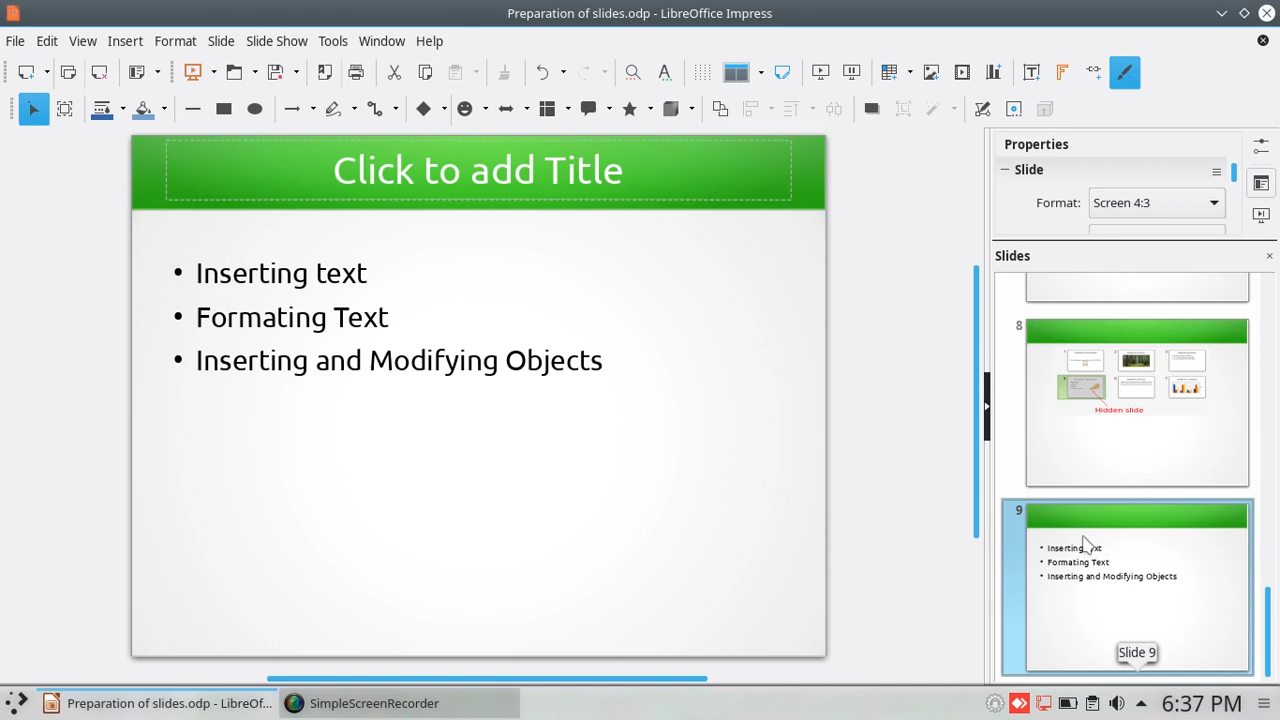 Preparation of slides.odp - LibreOffice Impress
File Edit View Insert Format Slide Slide Show Tools Window Help
Click to add Title
• Inserting text
• Formating Text
• Inserting and Modifying Objects
Properties
Slide
Format: Screen 4:3
Slides
8
Hidden slide
9
• Inserting text
• Formating Text
• Inserting and Modifying Objects
Slide 9
Preparation of slides.odp - LibreOf...
SimpleScreenRecorder
6:37 PM